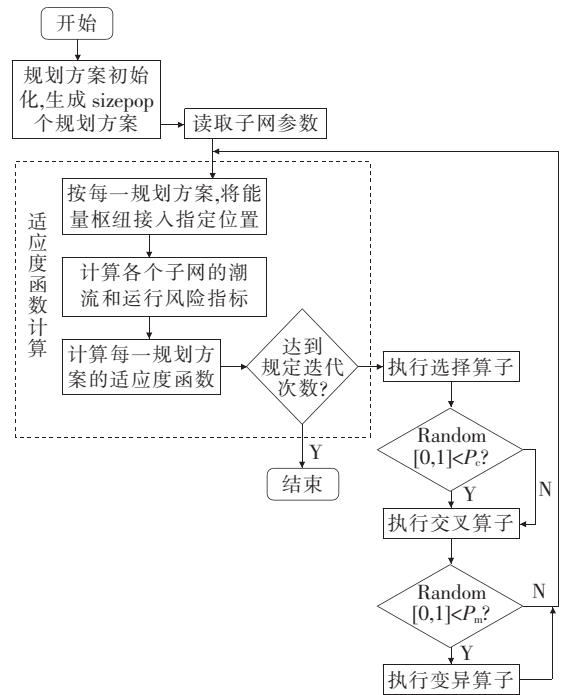 开始
规划方案初始
化,生成 sizepop
个规划方案
读取子网参数
适应度函数计算
按每一规划方案,将能
量枢纽接入指定位置
计算各个子网的潮
流和运行风险指标
计算每一规划方
案的适应度函数
达到
规定迭代
次数?
Y
结束
执行选择算子
Random
[0,1]<Pc?
N
Y
执行交叉算子
Random
[0,1]<Pm?
N
Y
执行变异算子